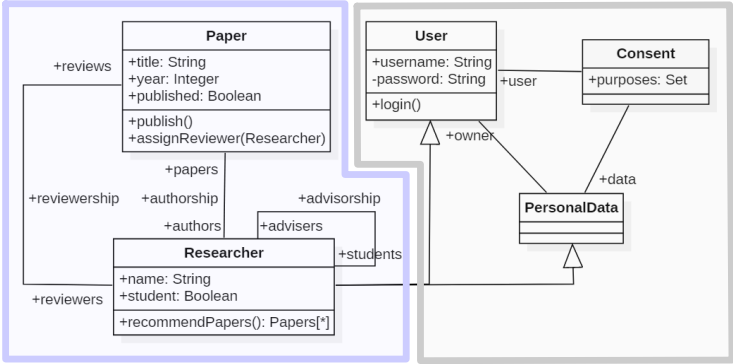 Paper
+title: String
+year: Integer
+published: Boolean
+publish()
+assignReviewer(Researcher)
+reviews
+reviewership
+reviewers
+papers
+authorship
+authors
+advisorship
+advisers
+students
Researcher
+name: String
+student: Boolean
+recommendPapers(): Papers[*]
User
+username: String
-password: String
+login()
+user
+owner
Consent
+purposes: Set
+data
PersonalData